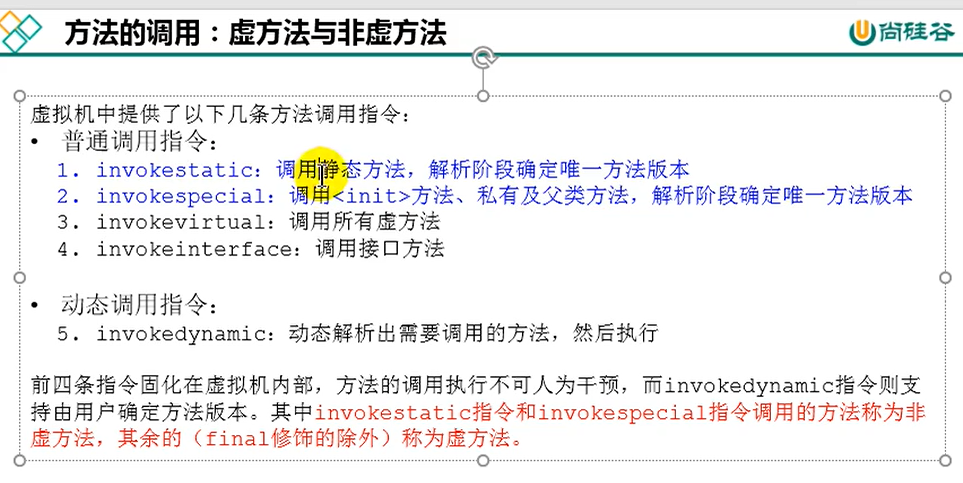 方法的调用：虚方法与非虚方法
尚硅谷
虚拟机中提供了以下几条方法调用指令：
• 普通调用指令：
1. invokestatic：调用静态方法，解析阶段确定唯一方法版本
2. invokespecial：调用<init>方法、私有及父类方法，解析阶段确定唯一方法版本
3. invokevirtual：调用所有虚方法
4. invokeinterface：调用接口方法
• 动态调用指令：
5. invokedynamic：动态解析出需要调用的方法，然后执行
前四条指令固化在虚拟机内部，方法的调用执行不可人为干预，而invokedynamic指令则支
持由用户确定方法版本。其中invokestatic指令和invokespecial指令调用的方法称为非
虚方法，其余的（final修饰的除外）称为虚方法。